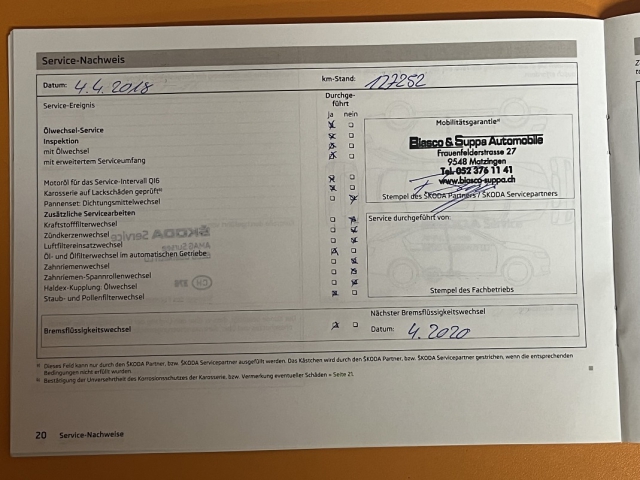 Service-Nachweis
Datum: 4.4.2018 km-Stand: 127252
Service-Ereignis Durchge-
führt
ja nein
Ölwechsel-Service
Inspektion
mit Ölwechsel
mit erweitertem Serviceumfang
Motoröl für das Service-Intervall QI6
Karosserie auf Lackschäden geprüft**⁾
Pannenset: Dichtungsmittelwechsel
Zusätzliche Servicearbeiten
Kraftstofffilterwechsel
Zündkerzenwechsel
Luftfiltereinsatzwechsel
Öl- und Ölfilterwechsel im automatischen Getriebe
Zahnriemenwechsel
Zahnriemen-Spannrollenwechsel
Haldex-Kupplung: Ölwechsel
Staub- und Pollenfilterwechsel
Mobilitätsgarantie*⁾
Blasco & Suppa Automobile
Frauenfelderstrasse 27
9548 Matzingen
Tel. 052 376 11 41
www.blasco-suppa.ch
Stempel des ŠKODA Partners / ŠKODA Servicepartners
Service durchgeführt von:
Stempel des Fachbetriebs
Bremsflüssigkeitswechsel
Nächster Bremsflüssigkeitswechsel
Datum: 4.2020
*⁾ Dieses Feld kann nur durch den ŠKODA Partner, bzw. ŠKODA Servicepartner ausgefüllt werden. Das Kästchen wird durch den ŠKODA Partner, bzw. ŠKODA Servicepartner gestrichen, wenn die entsprechenden
Bedingungen nicht erfüllt wurden.
**⁾ Bestätigung der Unversehrtheit des Korrosionsschutzes der Karosserie, bzw. Vermerkung eventueller Schäden » Seite 21.
20 Service-Nachweise